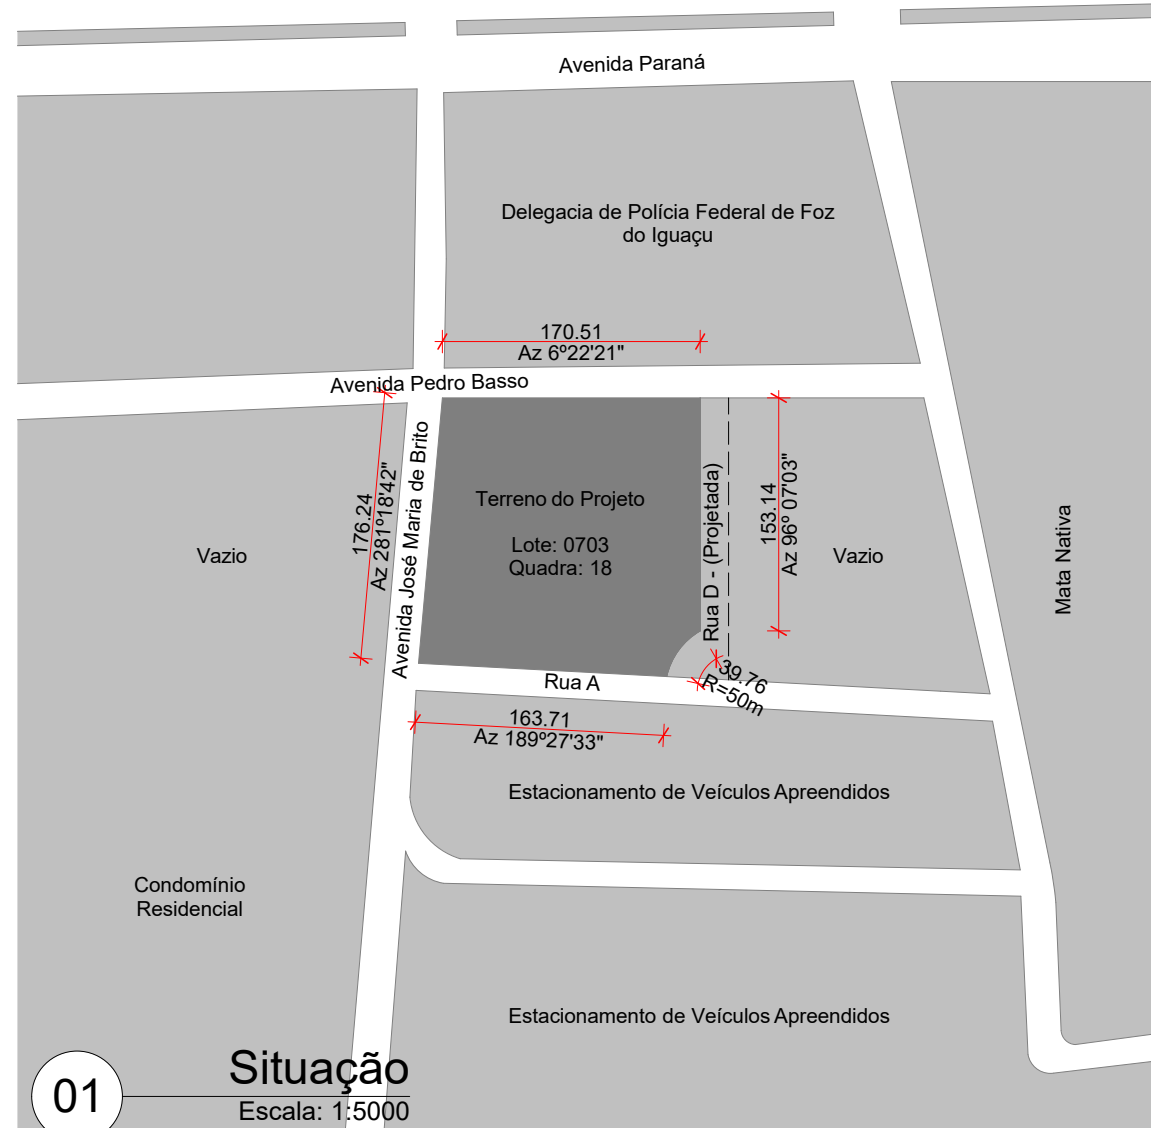 Avenida Paraná
Delegacia de Polícia Federal de Foz
do Iguaçu
170.51
Az 6º22'21"
Avenida Pedro Basso
176.24
Az 281º18'42"
Avenida José Maria de Brito
Terreno do Projeto
Lote: 0703
Quadra: 18
Rua D - (Projetada)
153.14
Az 96º 07'03"
Vazio
Vazio
Mata Nativa
39.76
R=50m
Rua A
163.71
Az 189º27'33"
Estacionamento de Veículos Apreendidos
Condomínio
Residencial
Estacionamento de Veículos Apreendidos
01
Situação
Escala: 1:5000